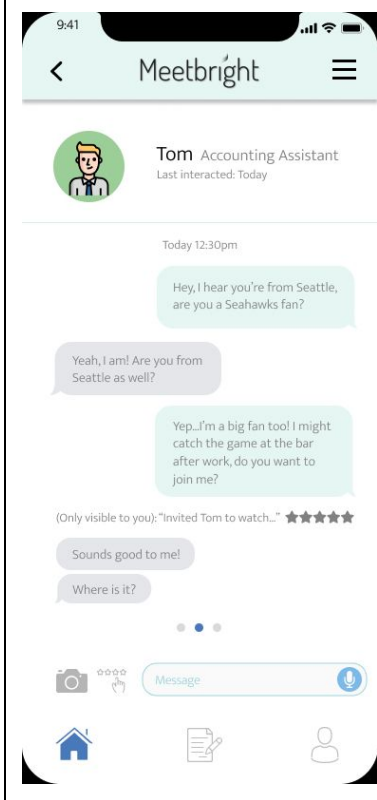 9:41
Meetbright
Tom Accounting Assistant
Last interacted: Today
Today 12:30pm
Hey, I hear you're from Seattle,
are you a Seahawks fan?
Yeah, I am! Are you from
Seattle as well?
Yep...I'm a big fan too! I might
catch the game at the bar
after work, do you want to
join me?
(Only visible to you): "Invited Tom to watch..." ★★★★★
Sounds good to me!
Where is it?
Message